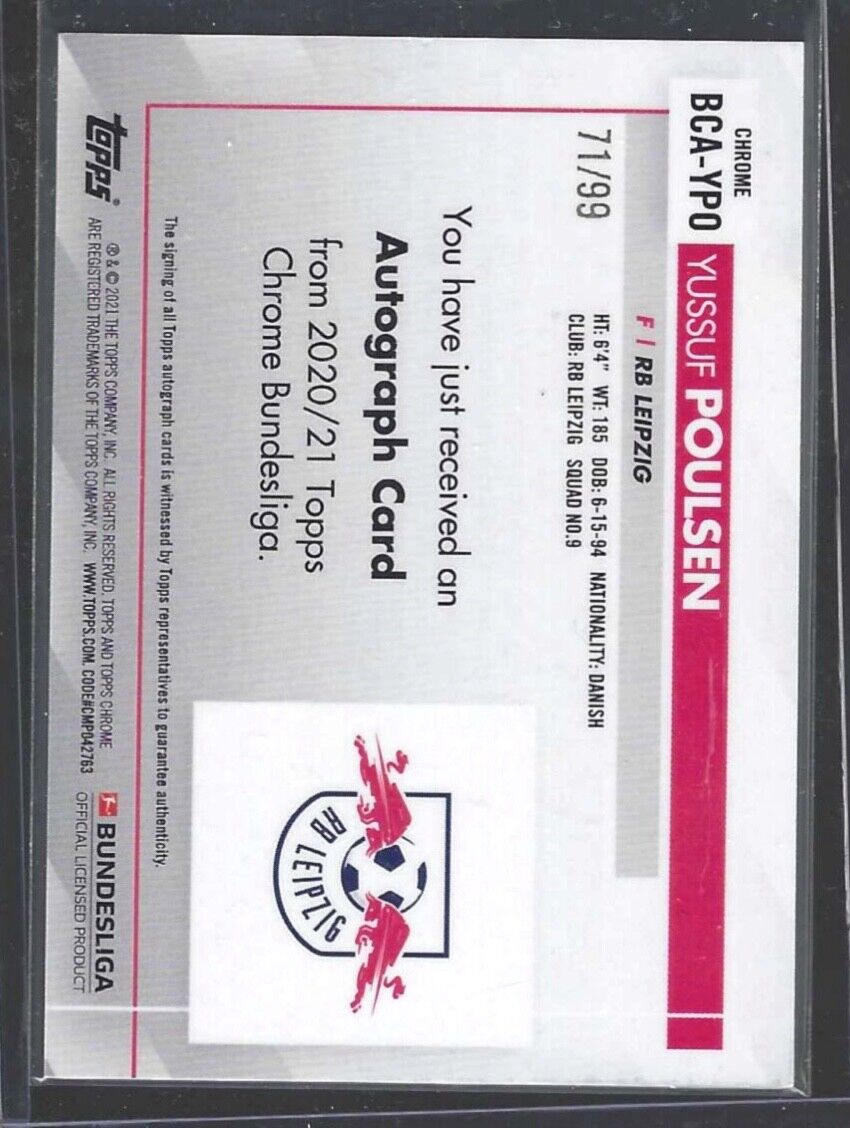 CHROME
BCA-YPO YUSSUF POULSEN
F | RB LEIPZIG
71/99
HT: 6'4" WT: 185 DOB: 6-15-94 NATIONALITY: DANISH
CLUB: RB LEIPZIG SQUAD NO.9
You have just received an
Autograph Card
from 2020/21 Topps
Chrome Bundesliga.
RB LEIPZIG
The signing of all Topps autograph cards is witnessed by Topps representatives to guarantee authenticity.
topps®
® & © 2021 THE TOPPS COMPANY, INC. ALL RIGHTS RESERVED. TOPPS AND TOPPS CHROME
ARE REGISTERED TRADEMARKS OF THE TOPPS COMPANY, INC. WWW.TOPPS.COM. CODE#CMP042763
BUNDESLIGA
OFFICIAL LICENSED PRODUCT